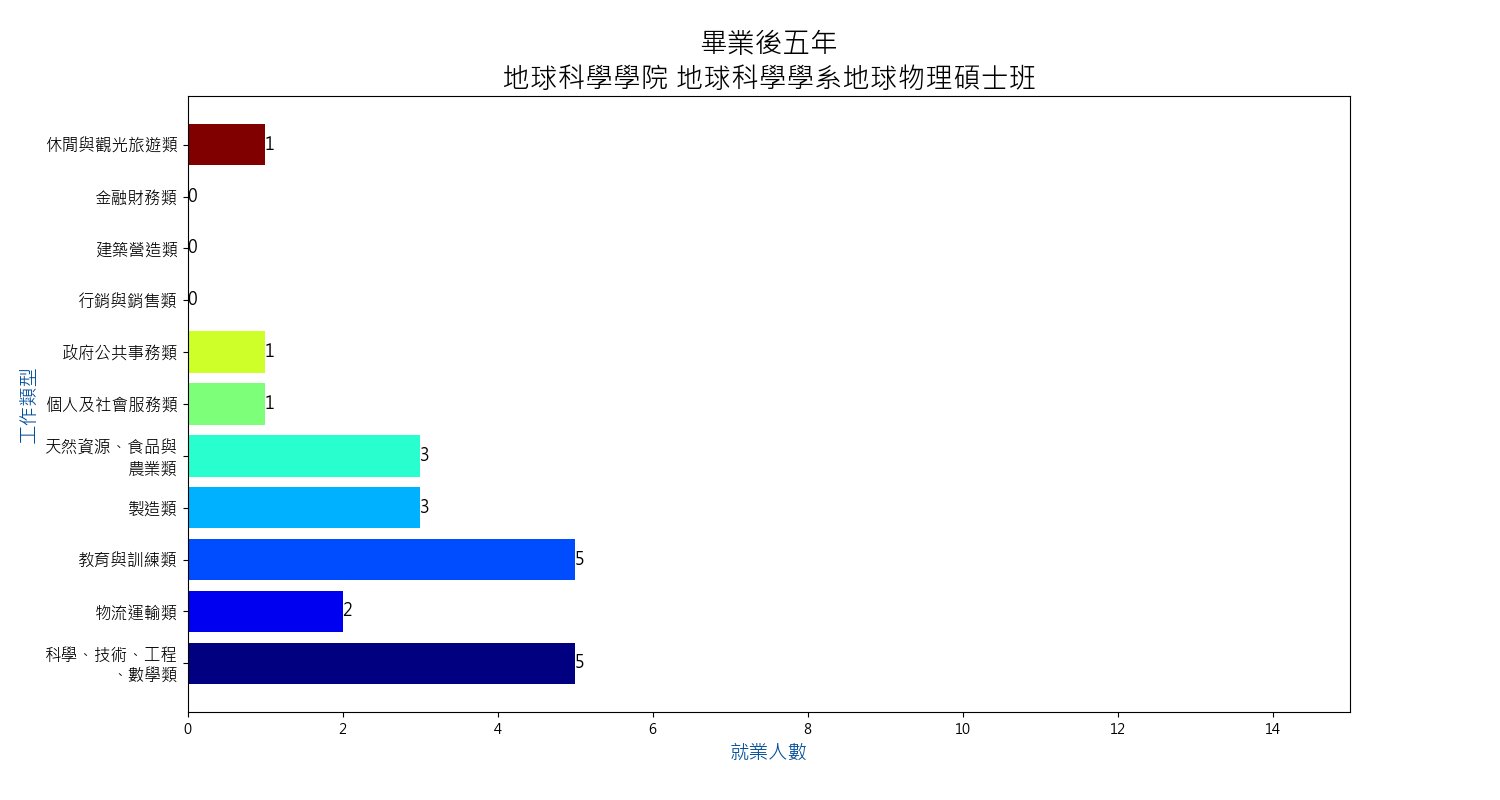 畢業後五年
地球科學學院 地球科學學系地球物理碩士班
休閒與觀光旅遊類 1
金融財務類 0
建築營造類 0
行銷與銷售類 0
政府公共事務類 1
個人及社會服務類 1
天然資源、食品與
農業類 3
製造類 3
教育與訓練類 5
物流運輸類 2
科學、技術、工程
、數學類 5
工作類型
0 2 4 6 8 10 12 14
就業人數